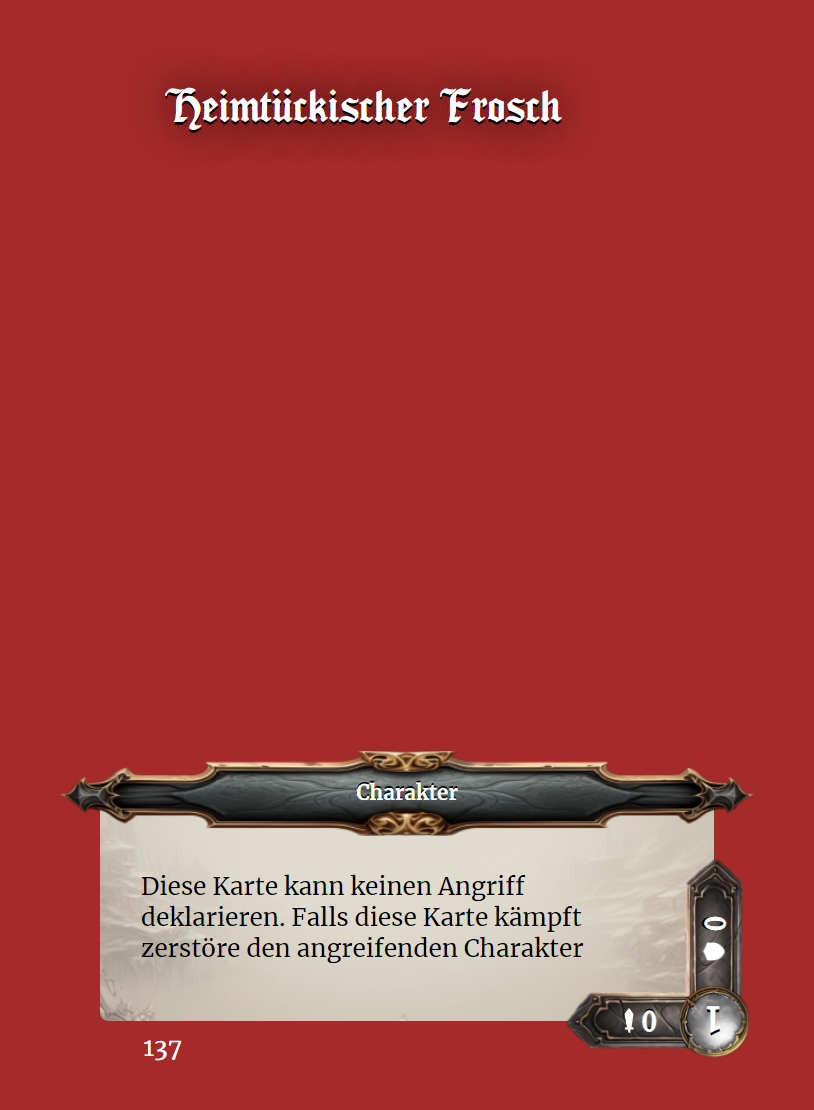 Heimtückischer Frosch
Charakter
Diese Karte kann keinen Angriff
deklarieren. Falls diese Karte kämpft
zerstöre den angreifenden Charakter
0
0
1
137